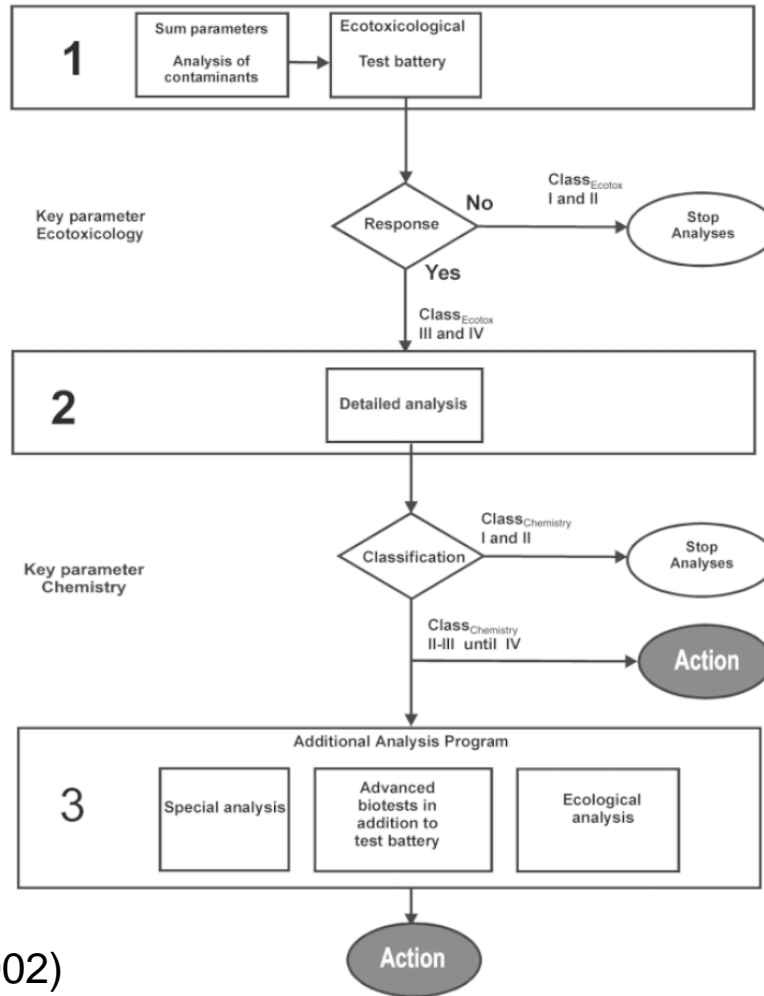 1
Sum parameters
Analysis of
contaminants
Ecotoxicological
Test battery
Key parameter
Ecotoxicology
Response
No
Class Ecotox
I and II
Stop
Analyses
Yes
Class Ecotox
III and IV
2
Detailed analysis
Key parameter
Chemistry
Classification
Class Chemistry
I and II
Stop
Analyses
Class Chemistry
II-III until IV
Action
Additional Analysis Program
3
Special analysis
Advanced
biotests in
addition to
test battery
Ecological
analysis
Action
02)